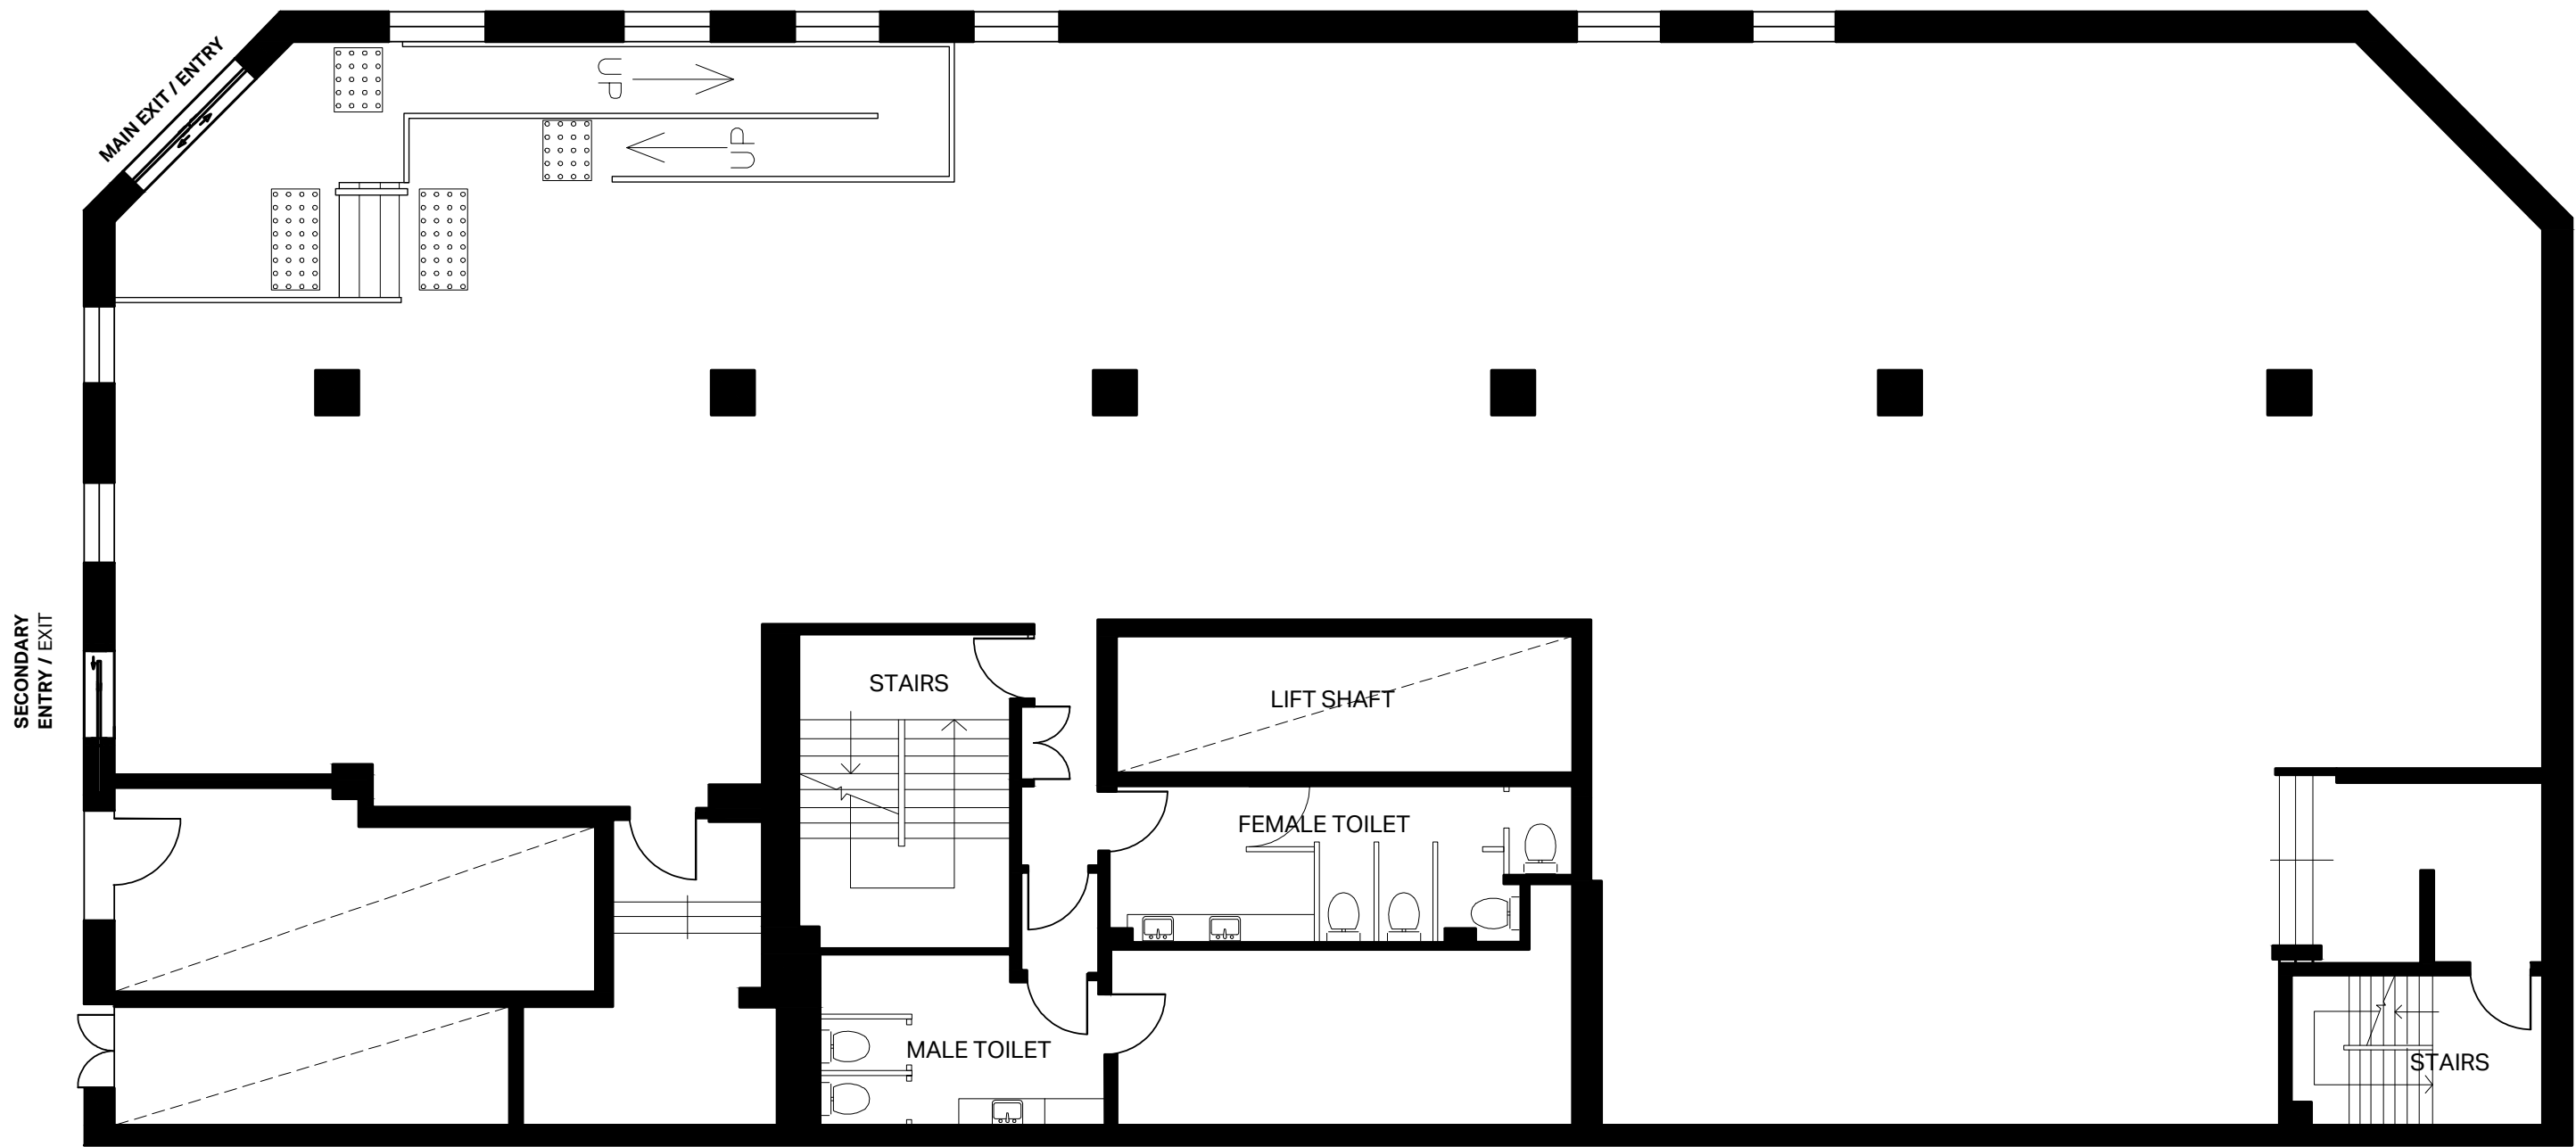 MAIN EXIT / ENTRY
UP
UP
SECONDARY
ENTRY / EXIT
STAIRS
LIFT SHAFT
FEMALE TOILET
MALE TOILET
STAIRS